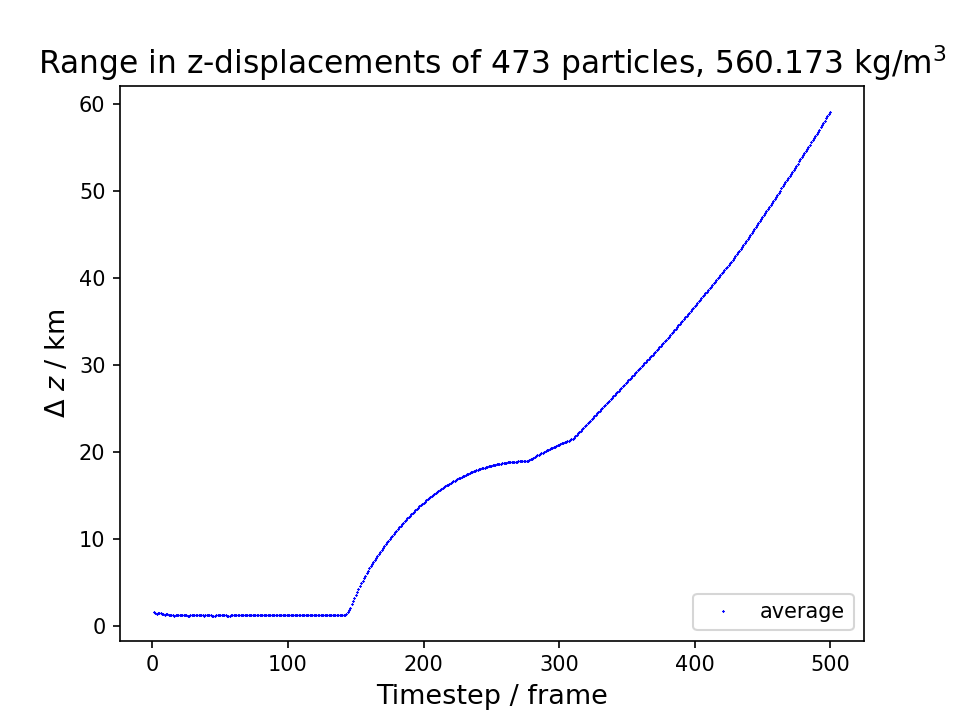 Range in z-displacements of 473 particles, 560.173 kg/m³
60
50
40
30
20
10
0
Δ z / km
average
0 100 200 300 400 500
Timestep / frame